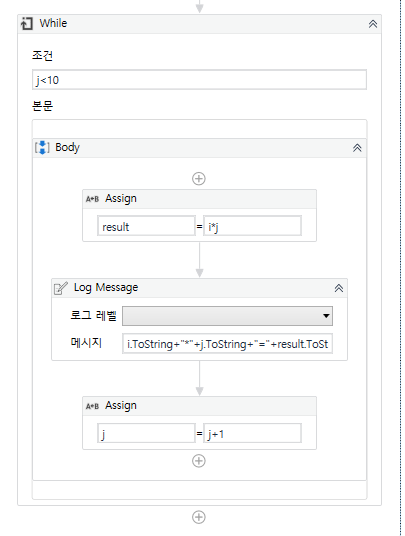 While
조건
j<10
본문
Body
A*B Assign
result = i*j
Log Message
로그 레벨
메시지 i.ToString+"*"+j.ToString+"="+result.ToSt
A*B Assign
j = j+1